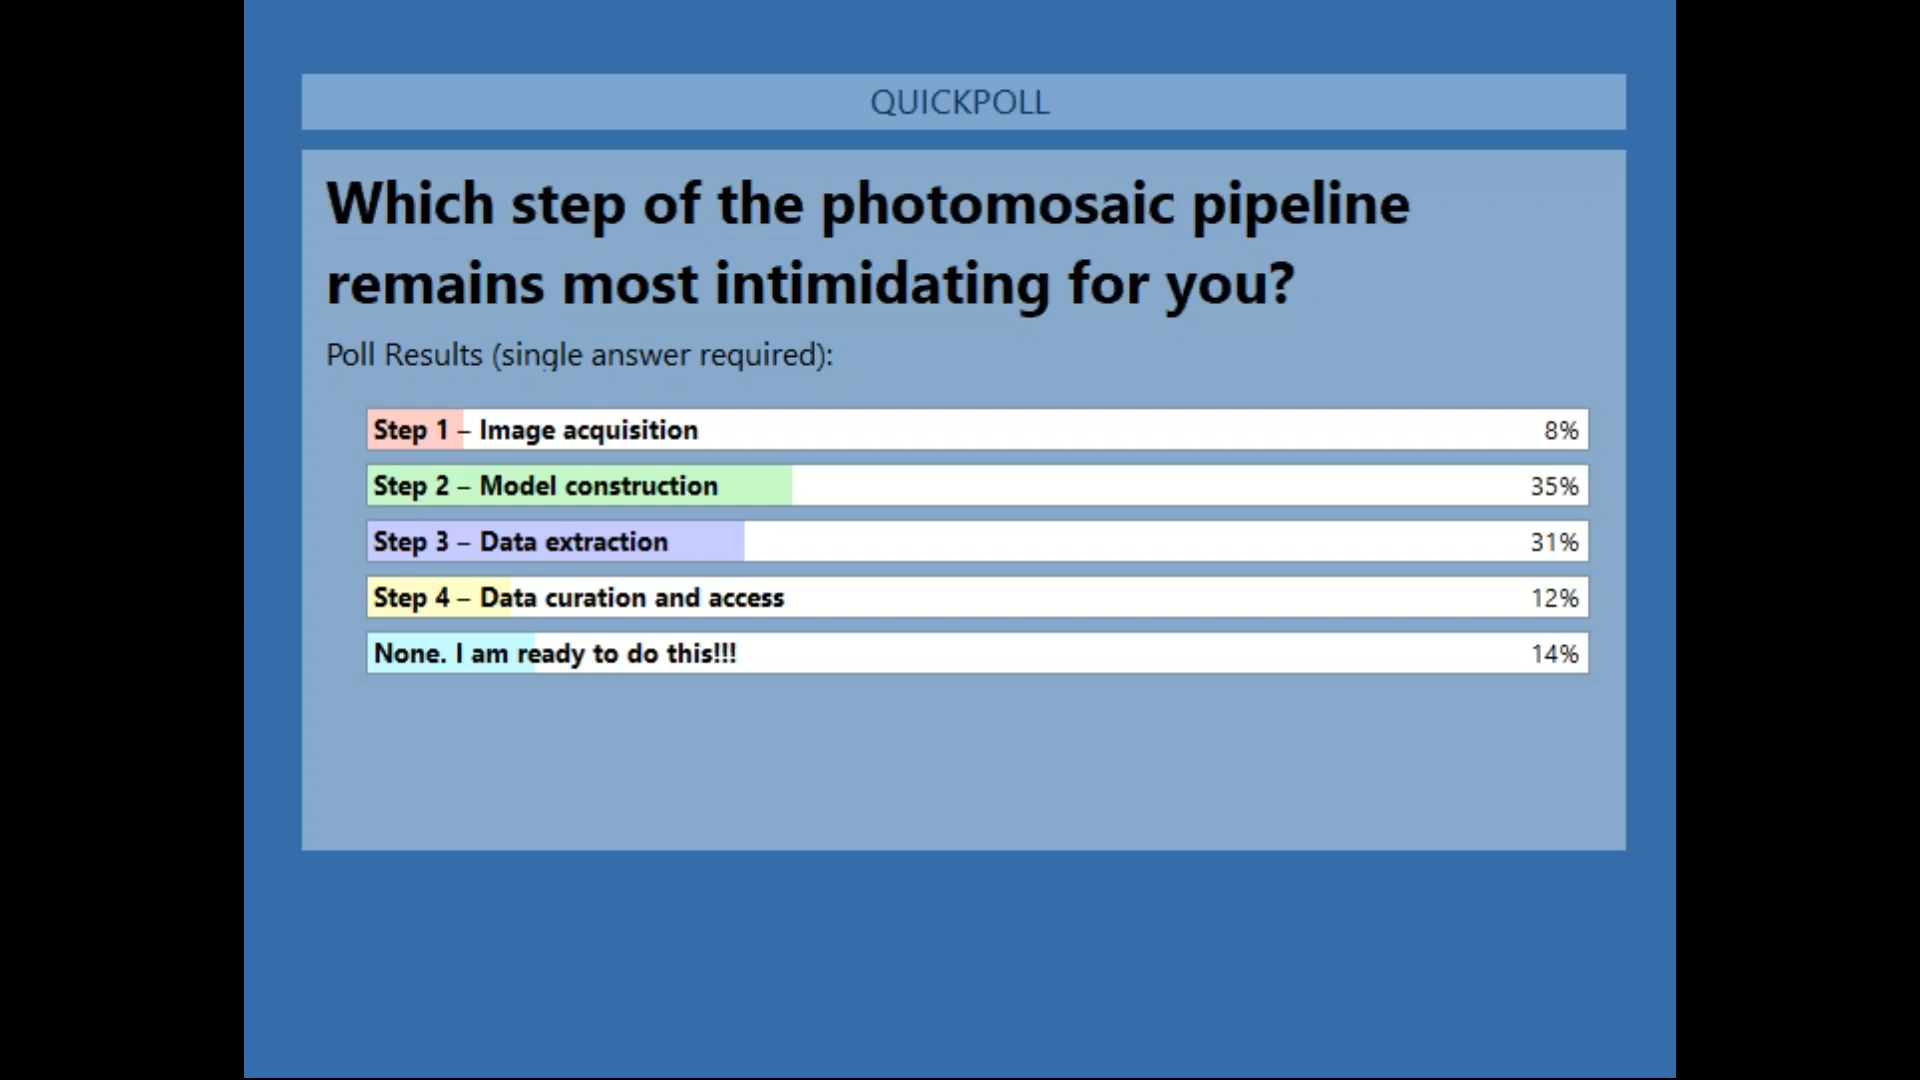 QUICKPOLL
Which step of the photomosaic pipeline
remains most intimidating for you?
Poll Results (single answer required):
Step 1 – Image acquisition 8%
Step 2 – Model construction 35%
Step 3 – Data extraction 31%
Step 4 – Data curation and access 12%
None. I am ready to do this!!! 14%